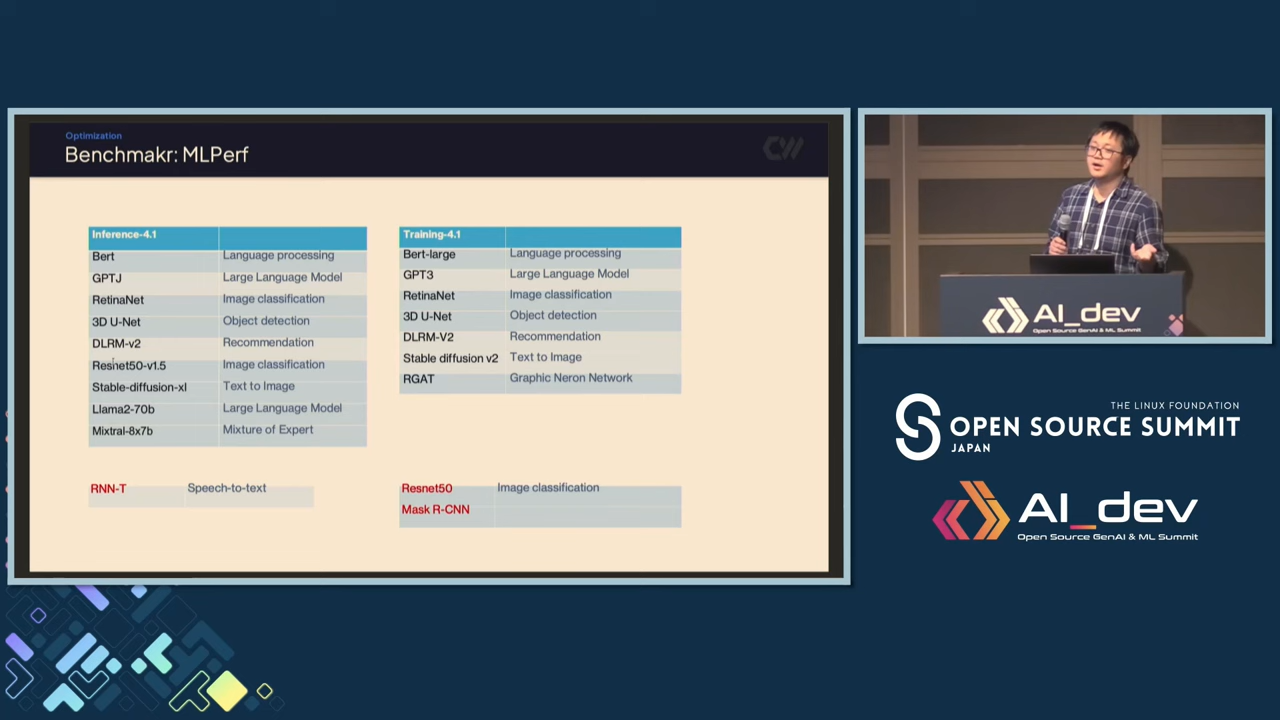 Optimization
Benchmakr: MLPerf
CW
Inference-4.1
Bert Language processing
GPTJ Large Language Model
RetinaNet Image classification
3D U-Net Object detection
DLRM-v2 Recommendation
Resnet50-v1.5 Image classification
Stable-diffusion-xl Text to Image
Llama2-70b Large Language Model
Mixtral-8x7b Mixture of Expert
RNN-T Speech-to-text
Training-4.1
Bert-large Language processing
GPT3 Large Language Model
RetinaNet Image classification
3D U-Net Object detection
DLRM-V2 Recommendation
Stable diffusion v2 Text to Image
RGAT Graphic Neron Network
Resnet50 Image classification
Mask R-CNN
AI_dev
Open Source GenAI & ML Summit
THE LINUX FOUNDATION
OPEN SOURCE SUMMIT
JAPAN
AI_dev
Open Source GenAI & ML Summit